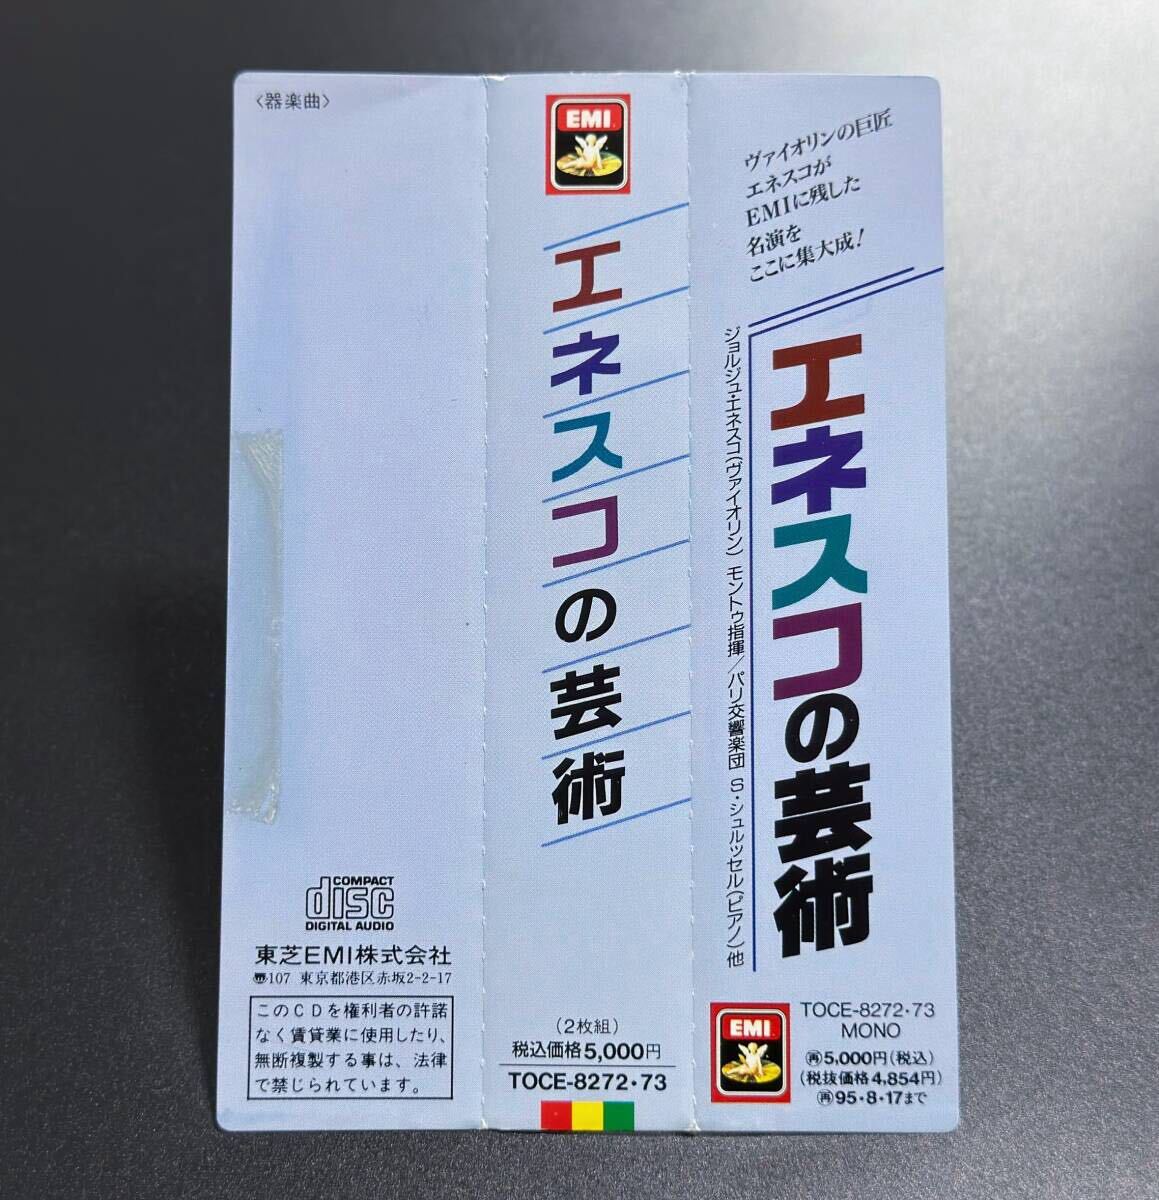 〈器楽曲〉
COMPACT
disc
DIGITAL AUDIO
東芝EMI株式会社
〠107 東京都港区赤坂2-2-17
このCDを権利者の許諾
なく賃貸業に使用したり、
無断複製する事は、法律
で禁じられています。
EMI
エネスコの芸術
(2枚組)
税込価格5,000円
TOCE-8272・73
ヴァイオリンの巨匠
エネスコが
EMIに残した
名演を
ここに集大成!
エネスコの芸術
ジョルジュ・エネスコ(ヴァイオリン) モントゥ指揮/パリ交響楽団 S・シュルッセル(ピアノ)他
EMI
TOCE-8272・73
MONO
㊢5,000円(税込)
(税抜価格4,854円)
㊢95・8・17まで